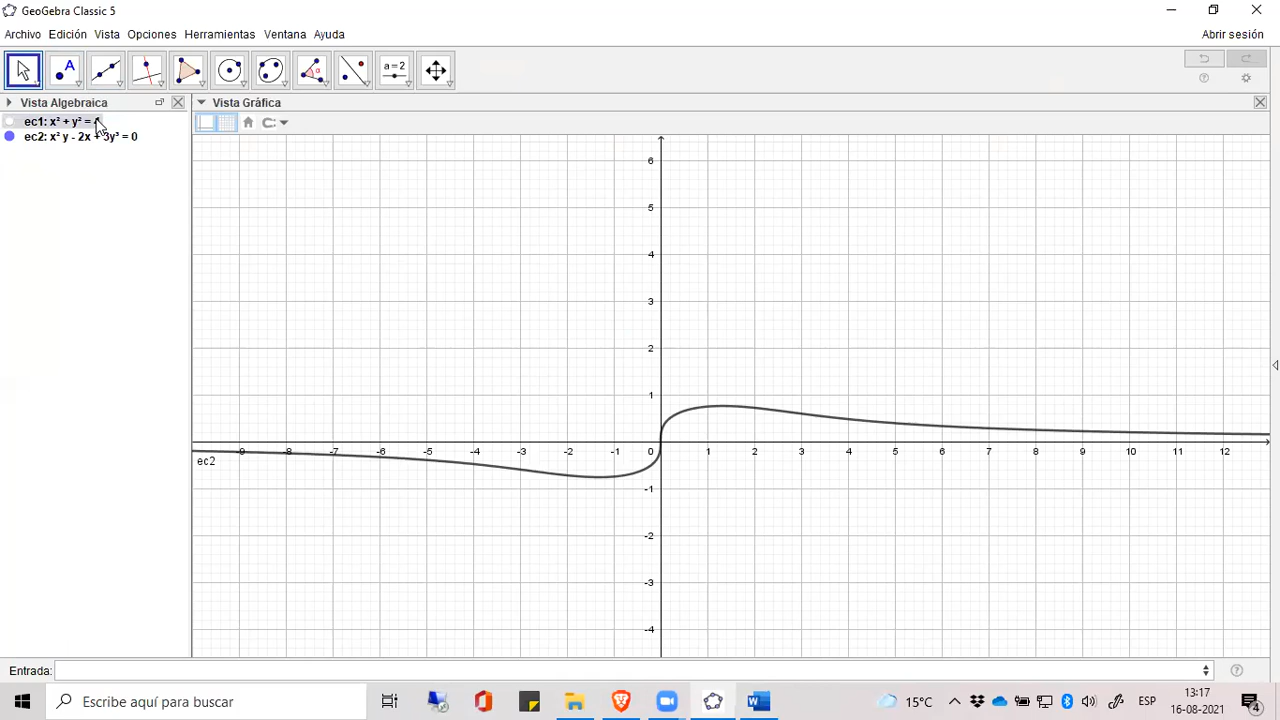 GeoGebra Classic 5
Archivo Edición Vista Opciones Herramientas Ventana Ayuda
Abrir sesión
A
a = 2
Vista Algebraica
Vista Gráfica
ec1: x² + y² =
ec2: x² y - 2x + 3y³ = 0
6
5
4
3
2
1
-9 -8 -7 -6 -5 -4 -3 -2 -1 0 1 2 3 4 5 6 7 8 9 10 11 12
ec2
-1
-2
-3
-4
Entrada:
Escribe aquí para buscar
15°C
ESP
13:17
16-08-2021
4